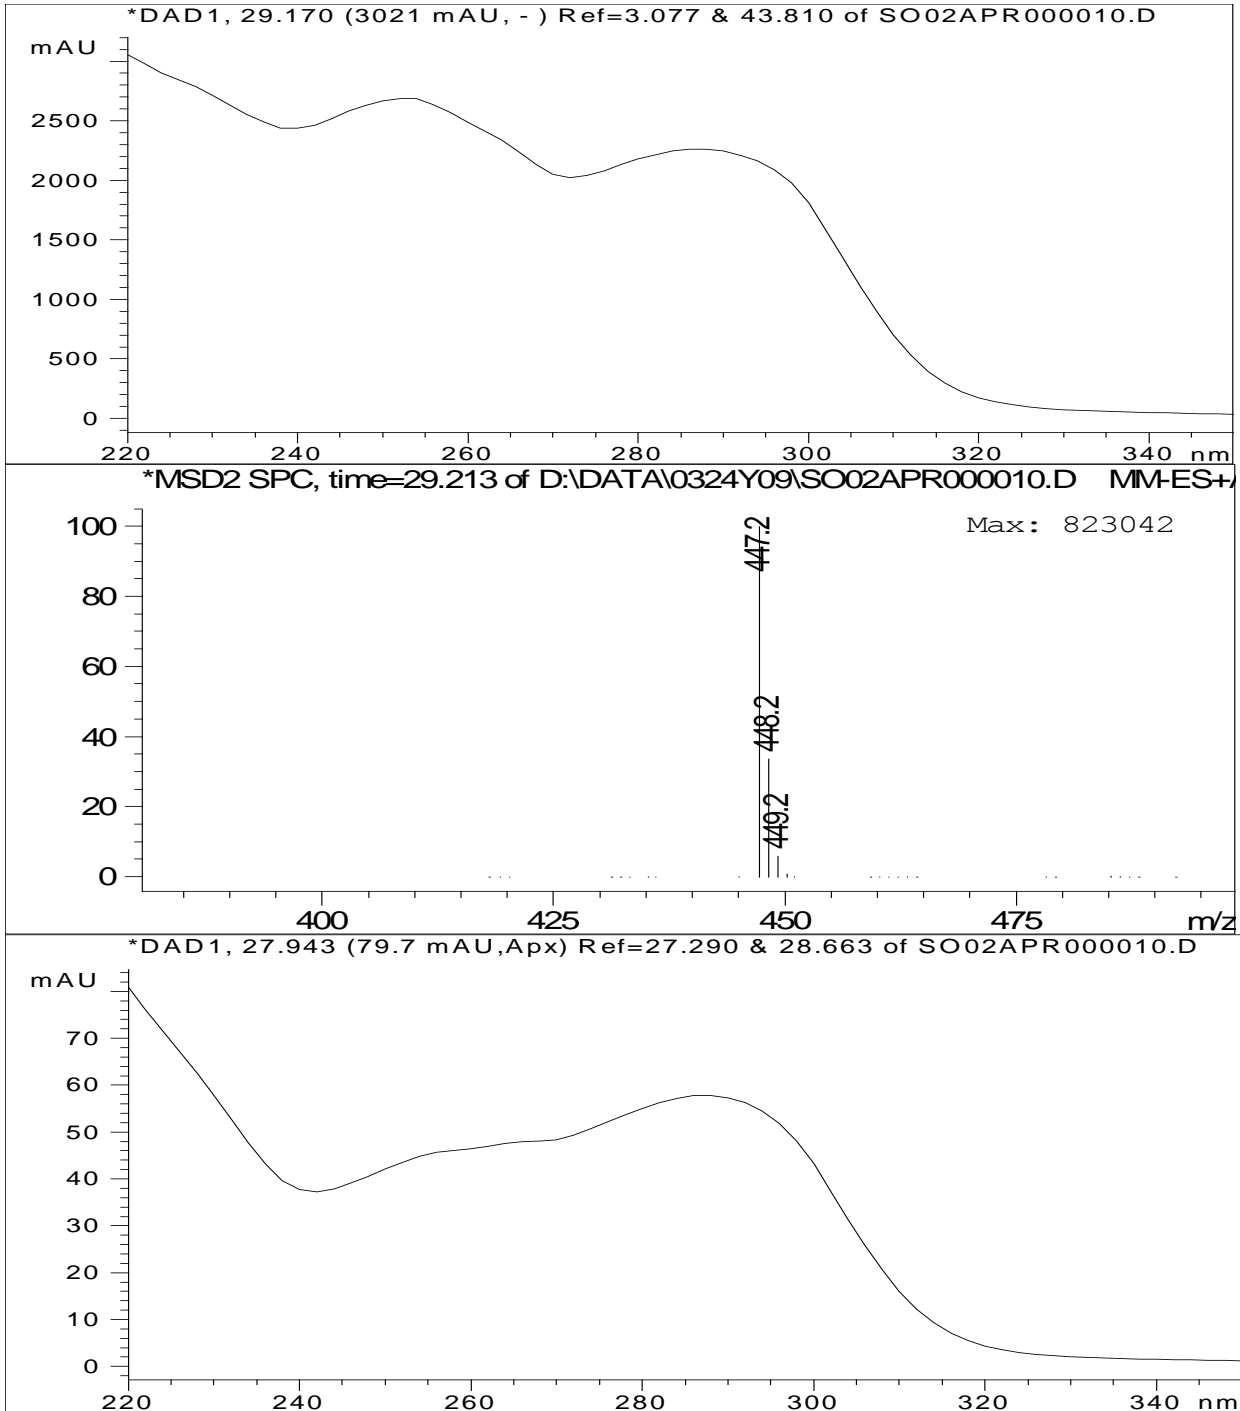 *DAD1, 29.170 (3021 mAU, - ) Ref=3.077 & 43.810 of SO02APR000010.D
mAU
2500
2000
1500
1000
500
0
220 240 260 280 300 320 340 nm
*MSD2 SPC, time=29.213 of D:\DATA\0324Y09\SO02APR000010.D MM-ES+/
Max: 823042
100
80
60
40
20
0
447.2
448.2
449.2
400 425 450 475 m/z
*DAD1, 27.943 (79.7 mAU,Apx) Ref=27.290 & 28.663 of SO02APR000010.D
mAU
70
60
50
40
30
20
10
0
220 240 260 280 300 320 340 nm